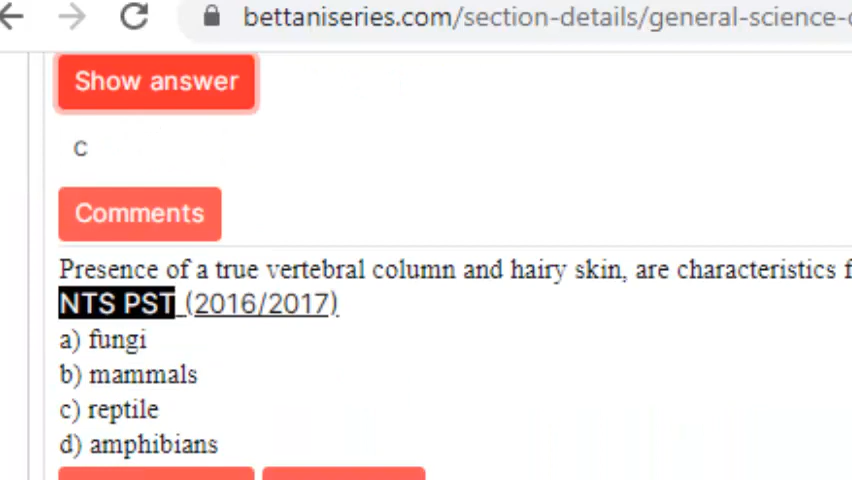 bettaniseries.com/section-details/general-science-
Show answer
c
Comments
Presence of a true vertebral column and hairy skin, are characteristics
NTS PST (2016/2017)
a) fungi
b) mammals
c) reptile
d) amphibians